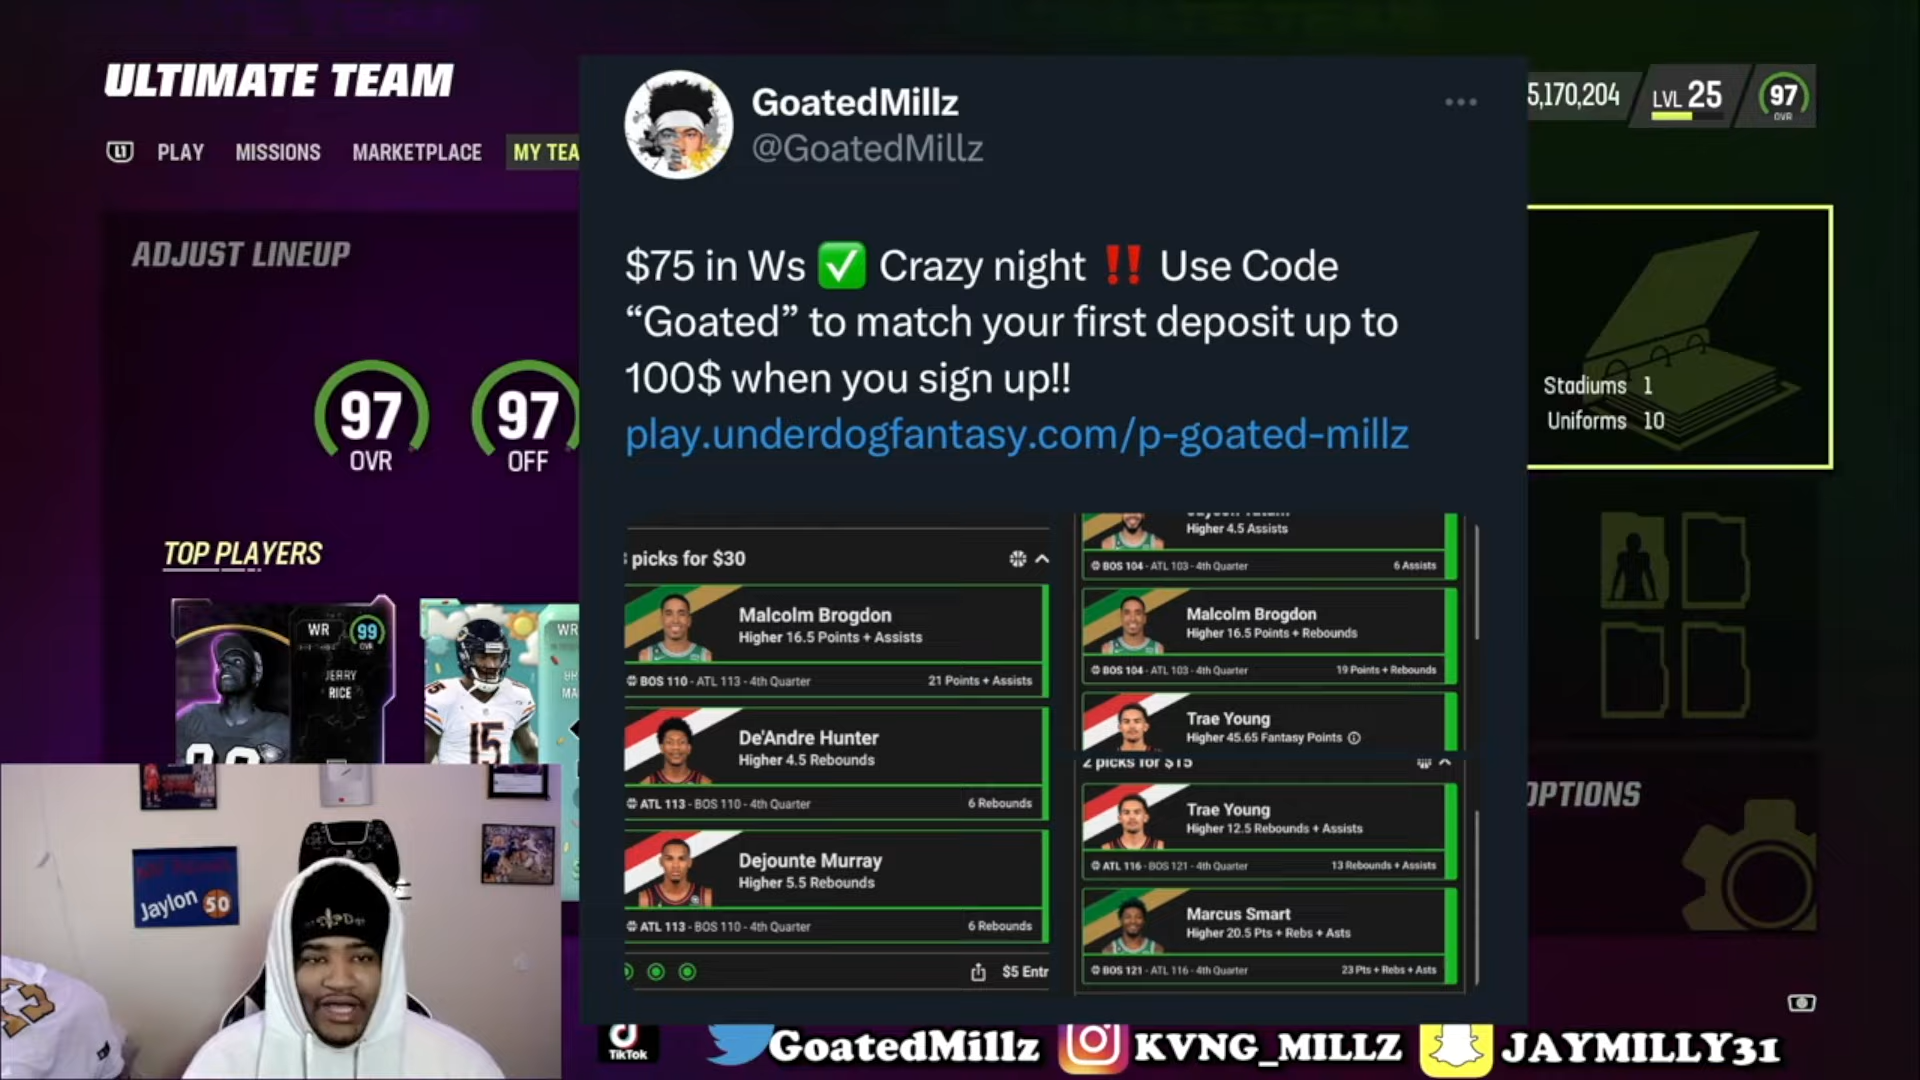 ULTIMATE TEAM
L1 PLAY MISSIONS MARKETPLACE MY TEA
5,170,204 LVL 25 97 OVR
ADJUST LINEUP
97
OVR
97
OFF
TOP PLAYERS
WR 99
JERRY
RICE
WR
15
GoatedMillz
@GoatedMillz
$75 in Ws ✅ Crazy night ‼️ Use Code
“Goated” to match your first deposit up to
100$ when you sign up!!
play.underdogfantasy.com/p-goated-millz
picks for $30
Malcolm Brogdon
Higher 16.5 Points + Assists
BOS 110 - ATL 113 - 4th Quarter 21 Points + Assists
De'Andre Hunter
Higher 4.5 Rebounds
ATL 113 - BOS 110 - 4th Quarter 6 Rebounds
Dejounte Murray
Higher 5.5 Rebounds
ATL 113 - BOS 110 - 4th Quarter 6 Rebounds
$5 Entr
Higher 4.5 Assists
BOS 104 - ATL 103 - 4th Quarter 6 Assists
Malcolm Brogdon
Higher 16.5 Points + Rebounds
BOS 104 - ATL 103 - 4th Quarter 19 Points + Rebounds
Trae Young
Higher 45.65 Fantasy Points
2 picks for $15
Trae Young
Higher 12.5 Rebounds + Assists
ATL 116 - BOS 121 - 4th Quarter 13 Rebounds + Assists
Marcus Smart
Higher 20.5 Pts + Rebs + Asts
BOS 121 - ATL 116 - 4th Quarter 23 Pts + Rebs + Asts
Stadiums 1
Uniforms 10
OPTIONS
Jaylon 50
TikTok GoatedMillz KVNG_MILLZ JAYMILLY31